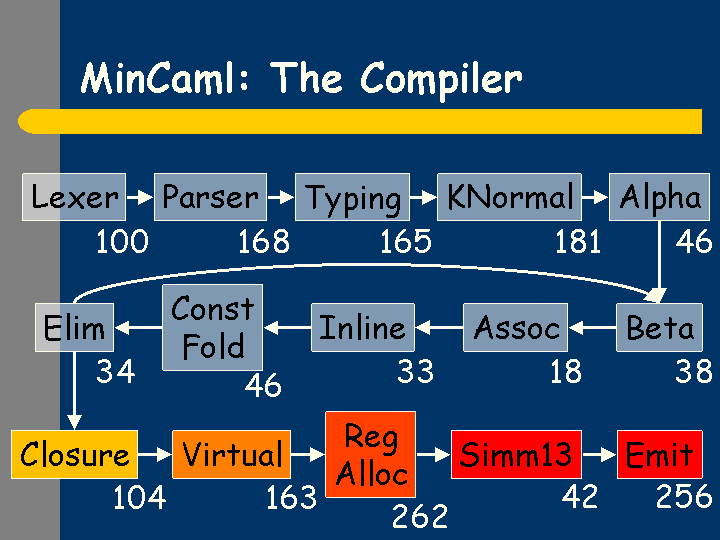 MinCaml: The Compiler
Lexer Parser Typing KNormal Alpha
100 168 165 181 46
Elim Const Fold Inline Assoc Beta
34 46 33 18 38
Closure Virtual Reg Alloc Simm13 Emit
104 163 262 42 256